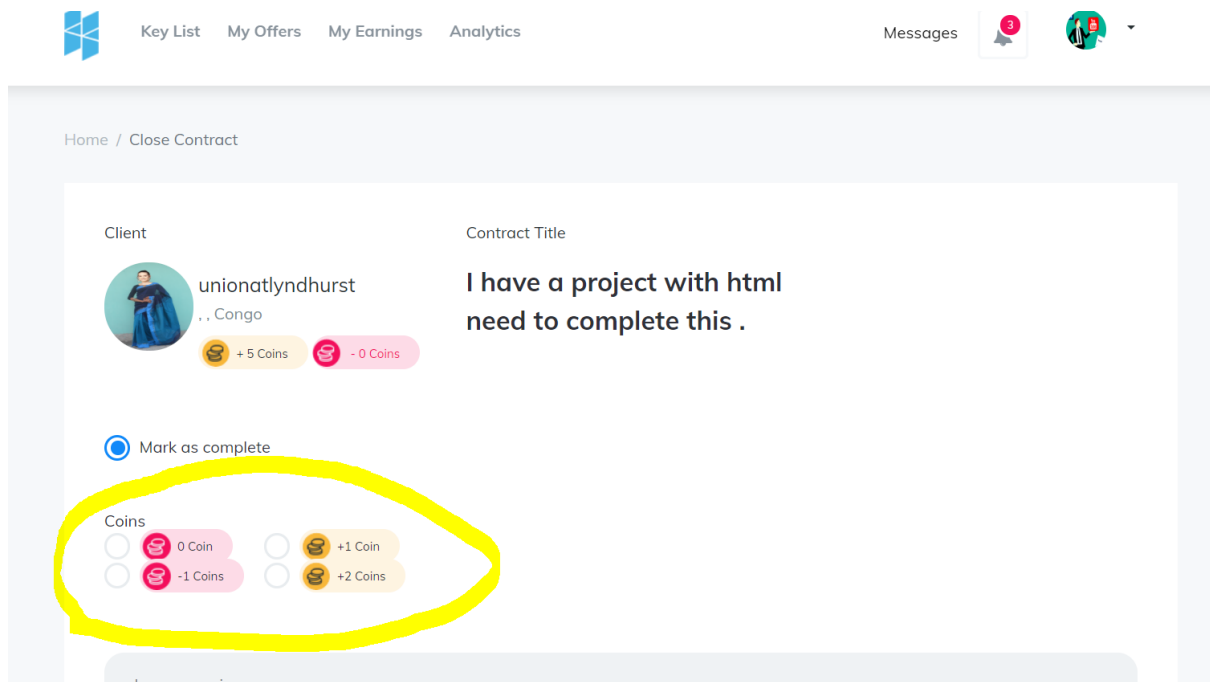 Key List My Offers My Earnings Analytics Messages 3
Home / Close Contract
Client
Contract Title
unionatlyndhurst
, , Congo
+ 5 Coins - 0 Coins
I have a project with html
need to complete this .
Mark as complete
Coins
0 Coin +1 Coin
-1 Coins +2 Coins